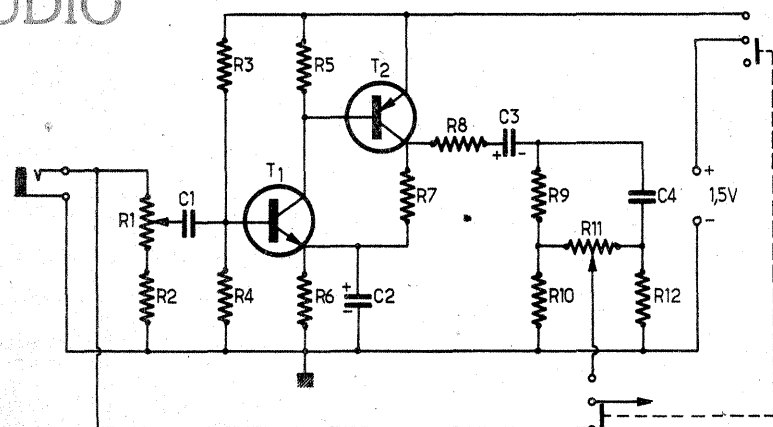 UDIO
R3
R5
T2
R8
C3
T1
R7
R9
C4
+
1,5V
-
R1
C1
R11
R2
R4
R6
+
-
C2
R10
R12
+
-